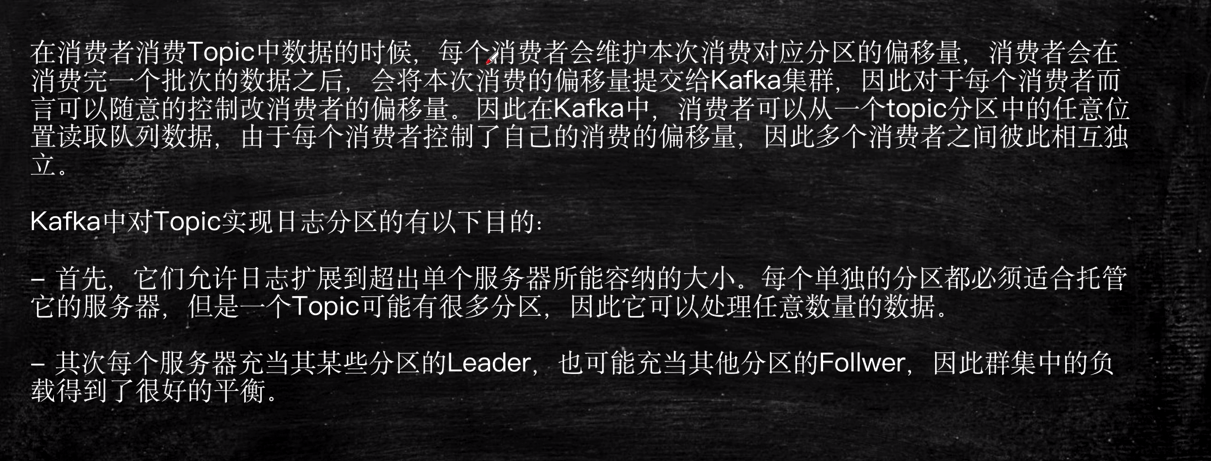 在消费者消费Topic中数据的时候，每个消费者会维护本次消费对应分区的偏移量，消费者会在
消费完一个批次的数据之后，会将本次消费的偏移量提交给Kafka集群，因此对于每个消费者而
言可以随意的控制改消费者的偏移量。因此在Kafka中，消费者可以从一个topic分区中的任意位
置读取队列数据，由于每个消费者控制了自己的消费的偏移量，因此多个消费者之间彼此相互独
立。
Kafka中对Topic实现日志分区的有以下目的：
– 首先，它们允许日志扩展到超出单个服务器所能容纳的大小。每个单独的分区都必须适合托管
它的服务器，但是一个Topic可能有很多分区，因此它可以处理任意数量的数据。
– 其次每个服务器充当其某些分区的Leader，也可能充当其他分区的Follwer，因此群集中的负
载得到了很好的平衡。